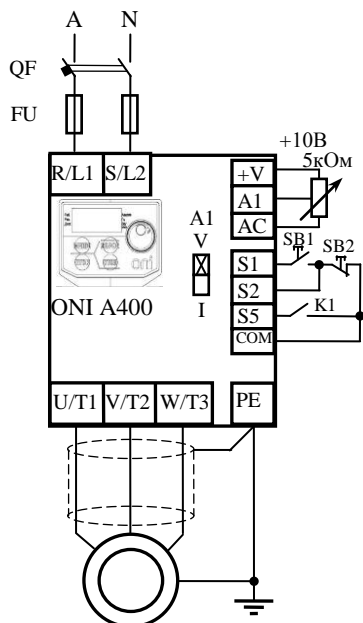 A N
QF
FU
+10В
5кОм
R/L1 S/L2
+V
A1
AC
A1
V
I
SB1 SB2
S1
S2
S5
K1
COM
oni
ONI A400
U/T1 V/T2 W/T3 PE